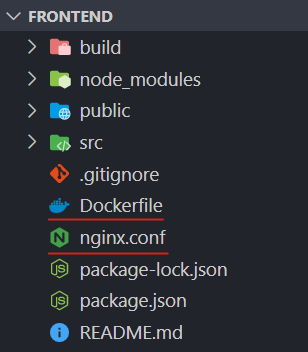 FRONTEND
build
node_modules
public
src
.gitignore
Dockerfile
nginx.conf
package-lock.json
package.json
README.md